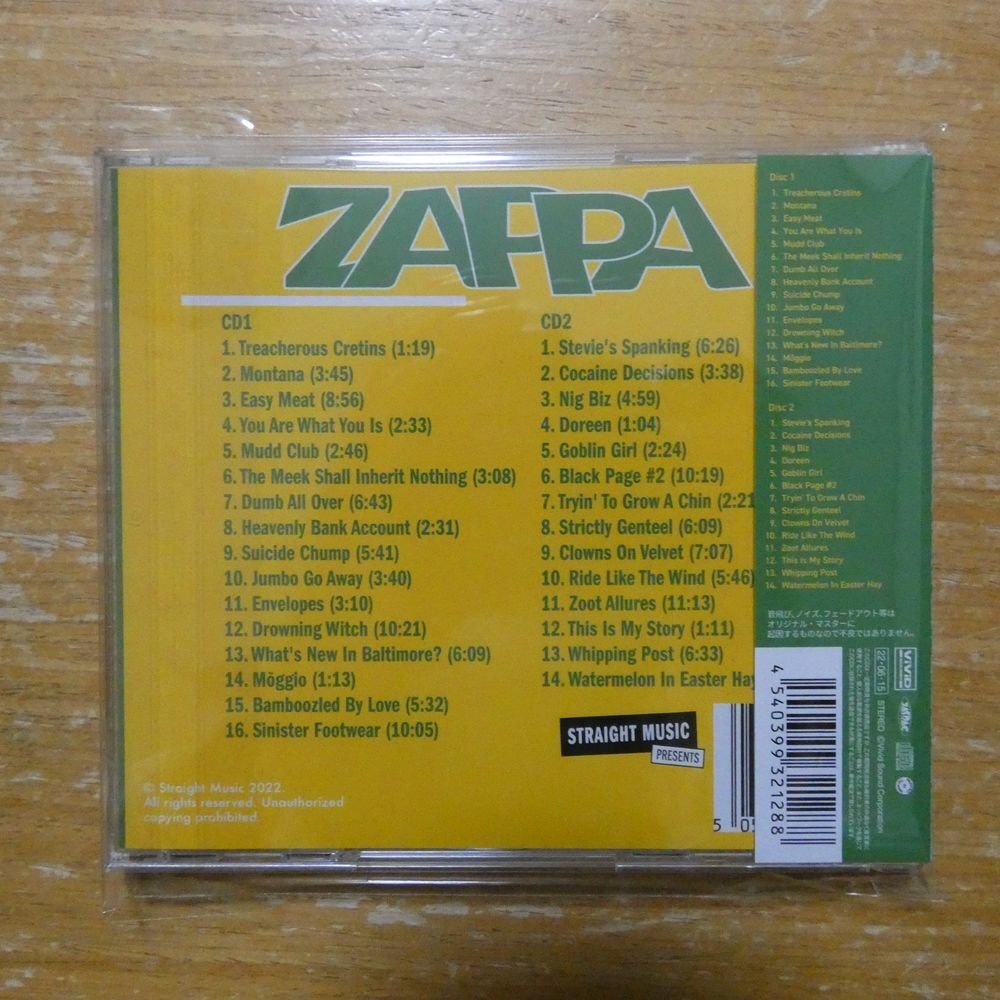 ZAPPA
CD1
1. Treacherous Cretins (1:19)
2. Montana (3:45)
3. Easy Meat (8:56)
4. You Are What You Is (2:33)
5. Mudd Club (2:46)
6. The Meek Shall Inherit Nothing (3:08)
7. Dumb All Over (6:43)
8. Heavenly Bank Account (2:31)
9. Suicide Chump (5:41)
10. Jumbo Go Away (3:40)
11. Envelopes (3:10)
12. Drowning Witch (10:21)
13. What's New In Baltimore? (6:09)
14. Möggio (1:13)
15. Bamboozled By Love (5:32)
16. Sinister Footwear (10:05)
CD2
1. Stevie's Spanking (6:26)
2. Cocaine Decisions (3:38)
3. Nig Biz (4:59)
4. Doreen (1:04)
5. Goblin Girl (2:24)
6. Black Page #2 (10:19)
7. Tryin' To Grow A Chin (2:21
8. Strictly Genteel (6:09)
9. Clowns On Velvet (7:07)
10. Ride Like The Wind (5:46)
11. Zoot Allures (11:13)
12. This Is My Story (1:11)
13. Whipping Post (6:33)
14. Watermelon In Easter Hay
STRAIGHT MUSIC
PRESENTS
© Straight Music 2022.
All rights reserved. Unauthorized
copying prohibited.
5 05
Disc 1
1. Treacherous Cretins
2. Montana
3. Easy Meat
4. You Are What You Is
5. Mudd Club
6. The Meek Shall Inherit Nothing
7. Dumb All Over
8. Heavenly Bank Account
9. Suicide Chump
10. Jumbo Go Away
11. Envelopes
12. Drowning Witch
13. What's New In Baltimore?
14. Möggio
15. Bamboozled By Love
16. Sinister Footwear
Disc 2
1. Stevie's Spanking
2. Cocaine Decisions
3. Nig Biz
4. Doreen
5. Goblin Girl
6. Black Page #2
7. Tryin' To Grow A Chin
8. Strictly Genteel
9. Clowns On Velvet
10. Ride Like The Wind
11. Zoot Allures
12. This Is My Story
13. Whipping Post
14. Watermelon In Easter Hay
音飛び、ノイズ、フェードアウト等は
オリジナル・マスターに
起因するものなので不良ではありません。
4 540399 321288
VIVID
22・06・15 STEREO ©Vivid Sound Corporation
JASRAC